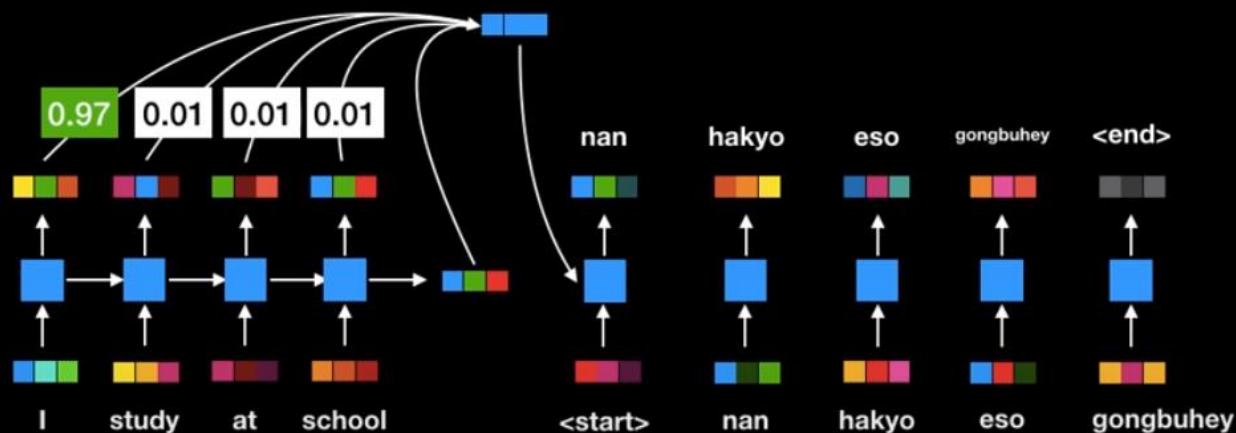 0.97 0.01 0.01 0.01
nan hakyo eso gongbuhey <end>
I study at school <start> nan hakyo eso gongbuhey